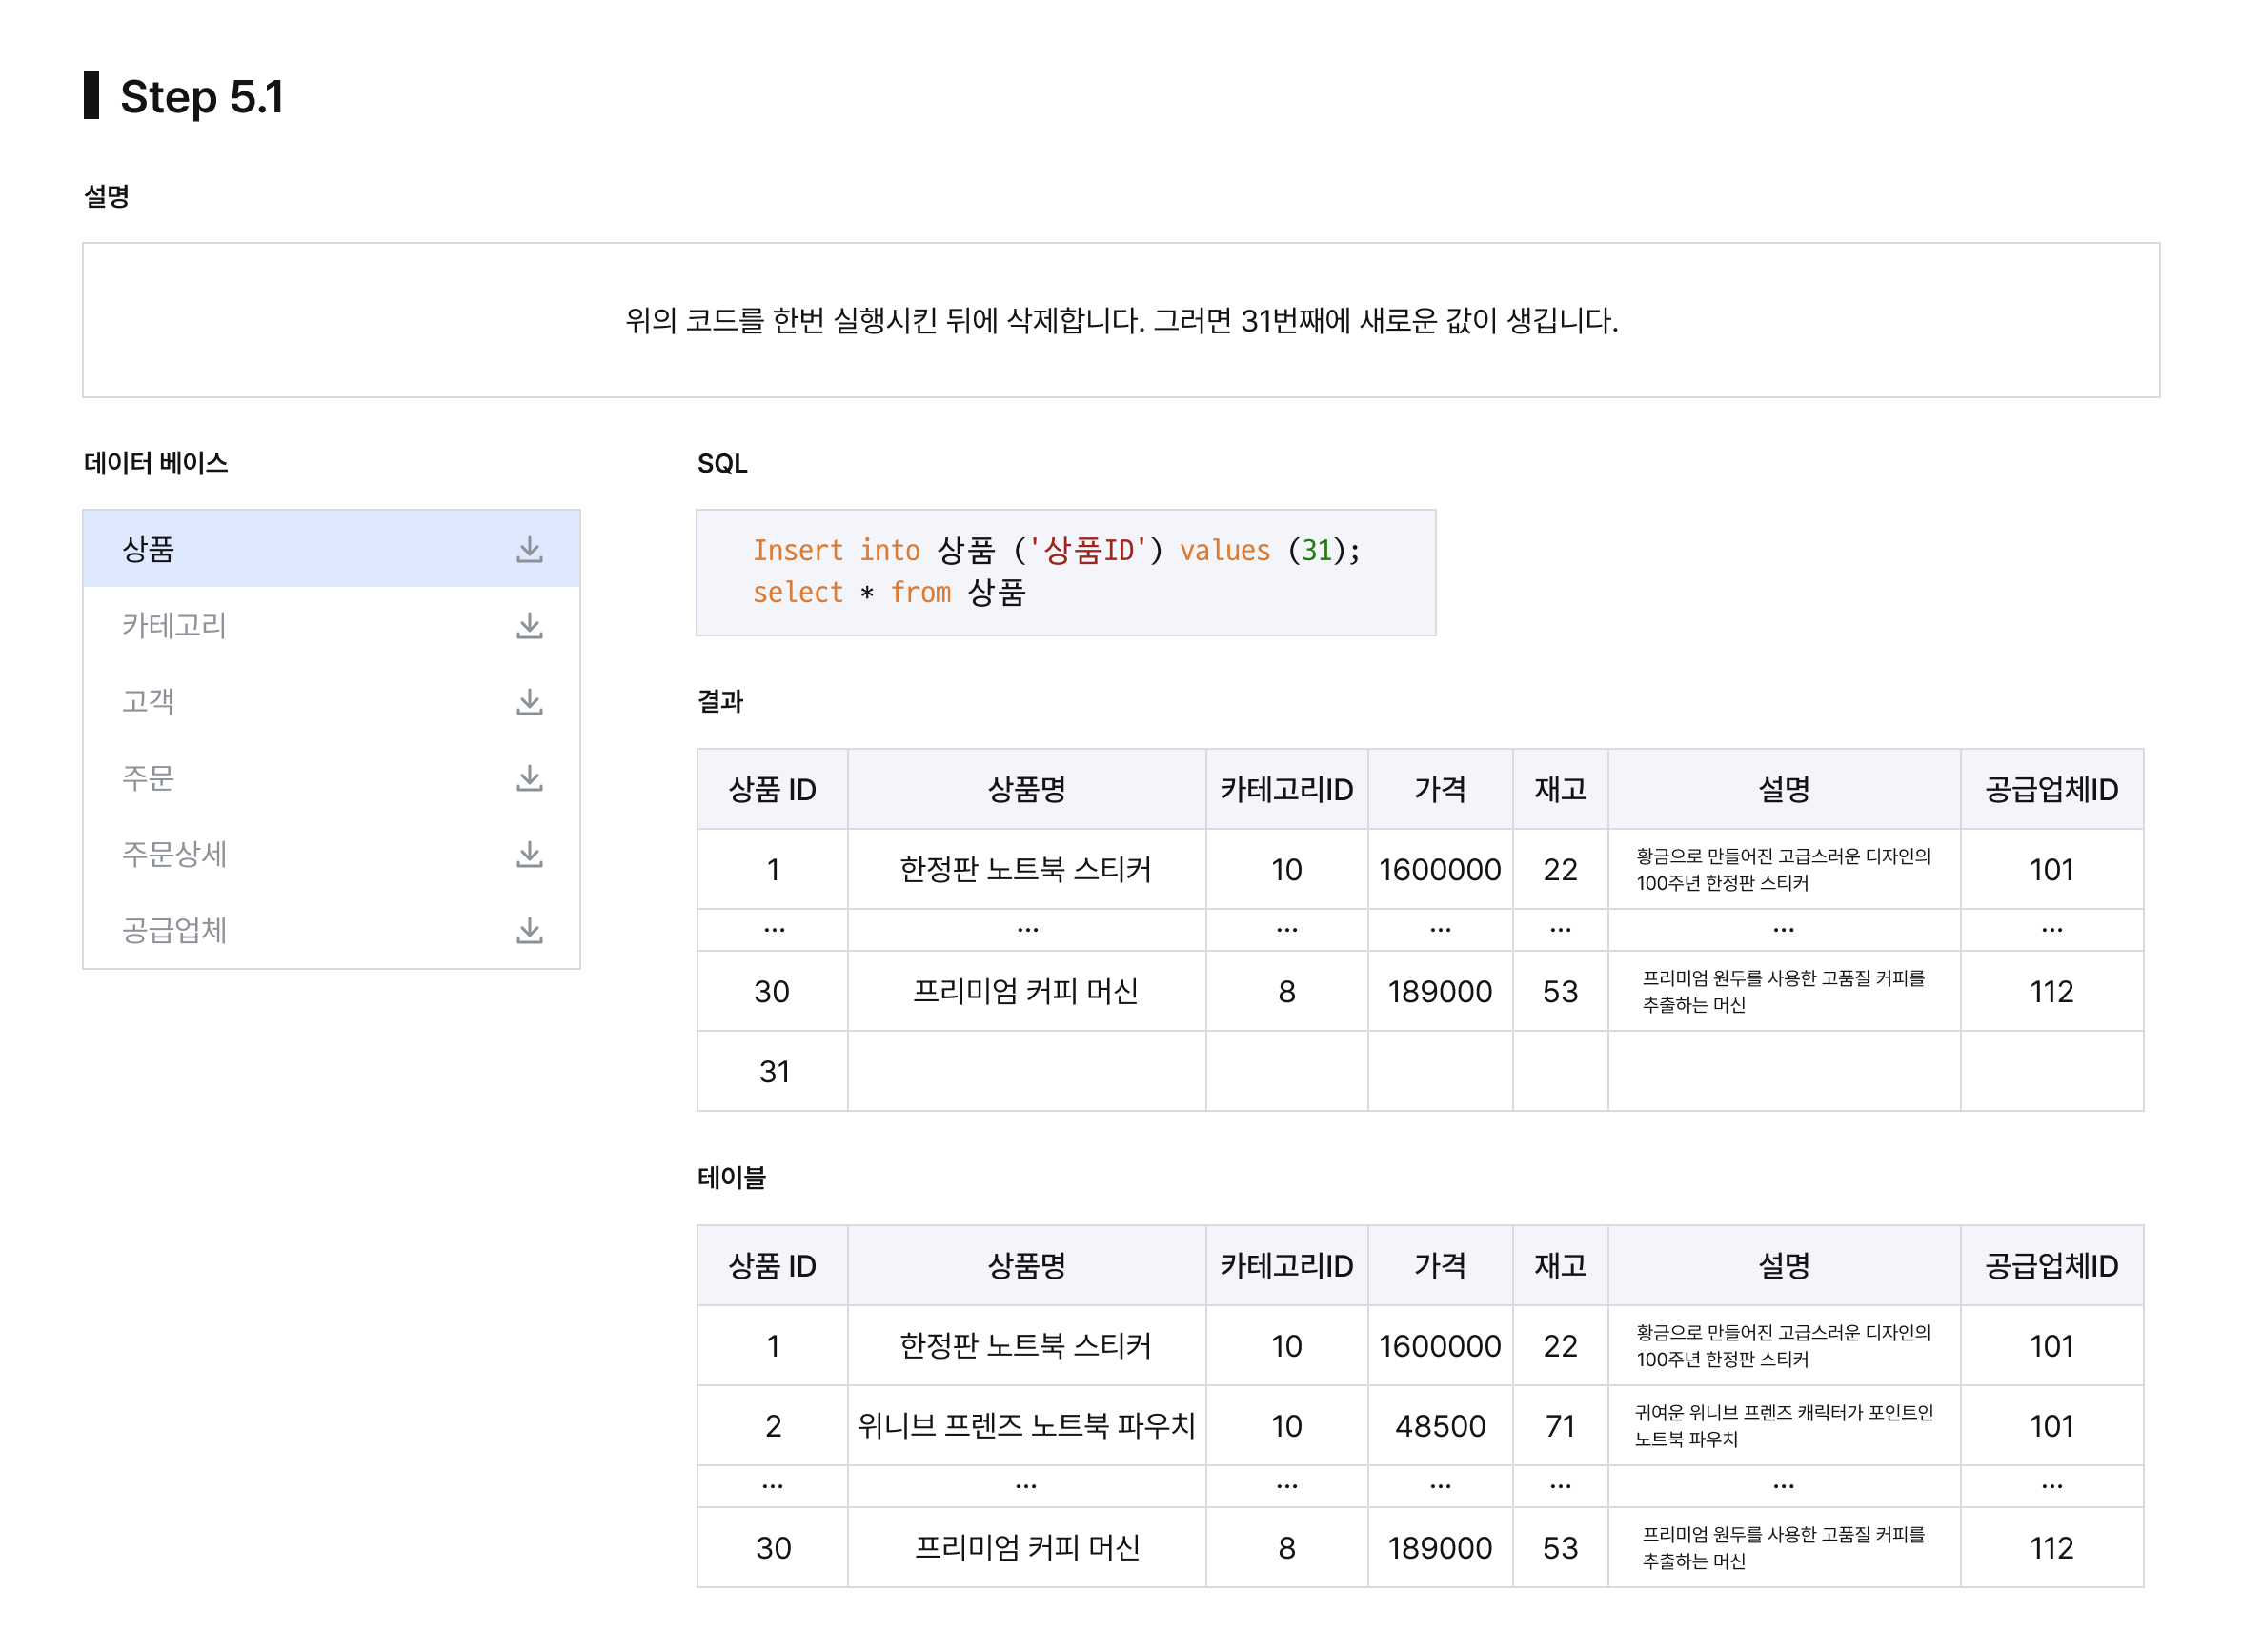 Step 5.1
설명
위의 코드를 한번 실행시킨 뒤에 삭제합니다. 그러면 31번째에 새로운 값이 생깁니다.
데이터 베이스
상품
카테고리
고객
주문
주문상세
공급업체
SQL
Insert into 상품 ('상품ID') values (31);
select * from 상품
결과
상품 ID 상품명 카테고리ID 가격 재고 설명 공급업체ID
1 한정판 노트북 스티커 10 1600000 22 황금으로 만들어진 고급스러운 디자인의
100주년 한정판 스티커 101
... ... ... ... ... ... ...
30 프리미엄 커피 머신 8 189000 53 프리미엄 원두를 사용한 고품질 커피를
추출하는 머신 112
31
테이블
상품 ID 상품명 카테고리ID 가격 재고 설명 공급업체ID
1 한정판 노트북 스티커 10 1600000 22 황금으로 만들어진 고급스러운 디자인의
100주년 한정판 스티커 101
2 위니브 프렌즈 노트북 파우치 10 48500 71 귀여운 위니브 프렌즈 캐릭터가 포인트인
노트북 파우치 101
... ... ... ... ... ... ...
30 프리미엄 커피 머신 8 189000 53 프리미엄 원두를 사용한 고품질 커피를
추출하는 머신 112